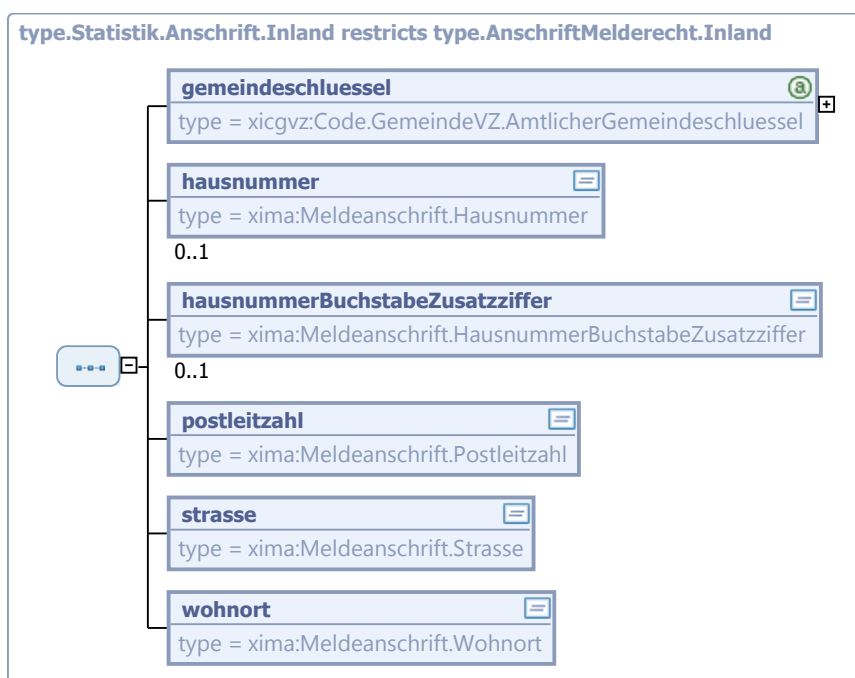 type.Statistik.Anschrift.Inland restricts type.AnschriftMelderecht.Inland
gemeindeschluessel
type = xicgvz:Code.GemeindeVZ.AmtlicherGemeindeschluessel
hausnummer
type = xima:Meldeanschrift.Hausnummer
0..1
hausnummerBuchstabeZusatzziffer
type = xima:Meldeanschrift.HausnummerBuchstabeZusatzziffer
0..1
postleitzahl
type = xima:Meldeanschrift.Postleitzahl
strasse
type = xima:Meldeanschrift.Strasse
wohnort
type = xima:Meldeanschrift.Wohnort